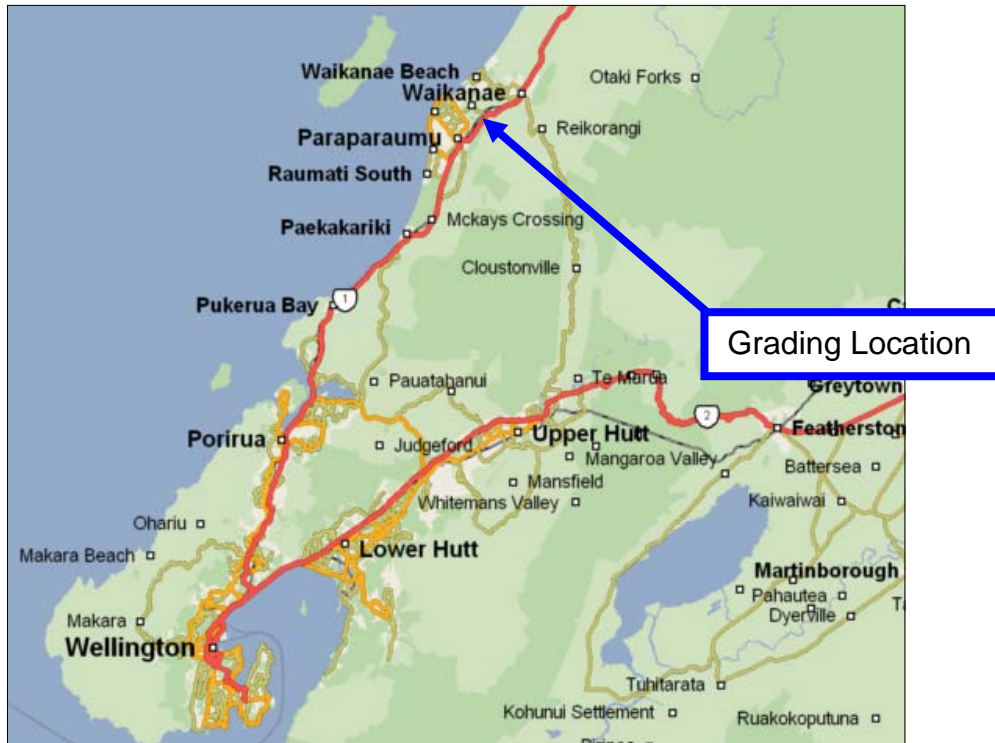 Waikanae Beach
Otaki Forks
Waikanae
Reikorangi
Paraparaumu
Raumati South
Mckays Crossing
Paekakariki
Cloustonville
Pukerua Bay
1
Grading Location
Pauatahanui
Te Marua
Greytown
2
Porirua
Judgeford
Upper Hutt
Featherston
Mangaroa Valley
Battersea
Mansfield
Whitemans Valley
Kaiwaiwai
Ohariu
Lower Hutt
Makara Beach
Martinborough
Pahautea
Dyerville
Makara
Wellington
Tuhitarata
Kohunui Settlement
Ruakokoputuna